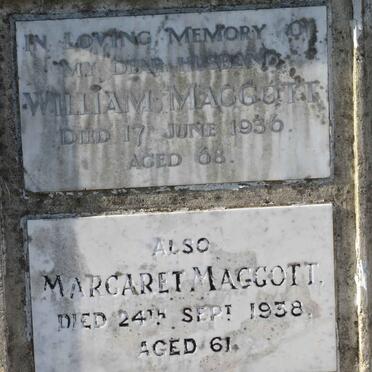 IN LOVING MEMORY OF
MY DEAR HUSBAND
WILLIAM MAGGOTT
DIED 17 JUNE 1936.
AGED 68.
ALSO
MARGARET MAGGOTT.
DIED 24TH SEPT 1938
AGED 61.